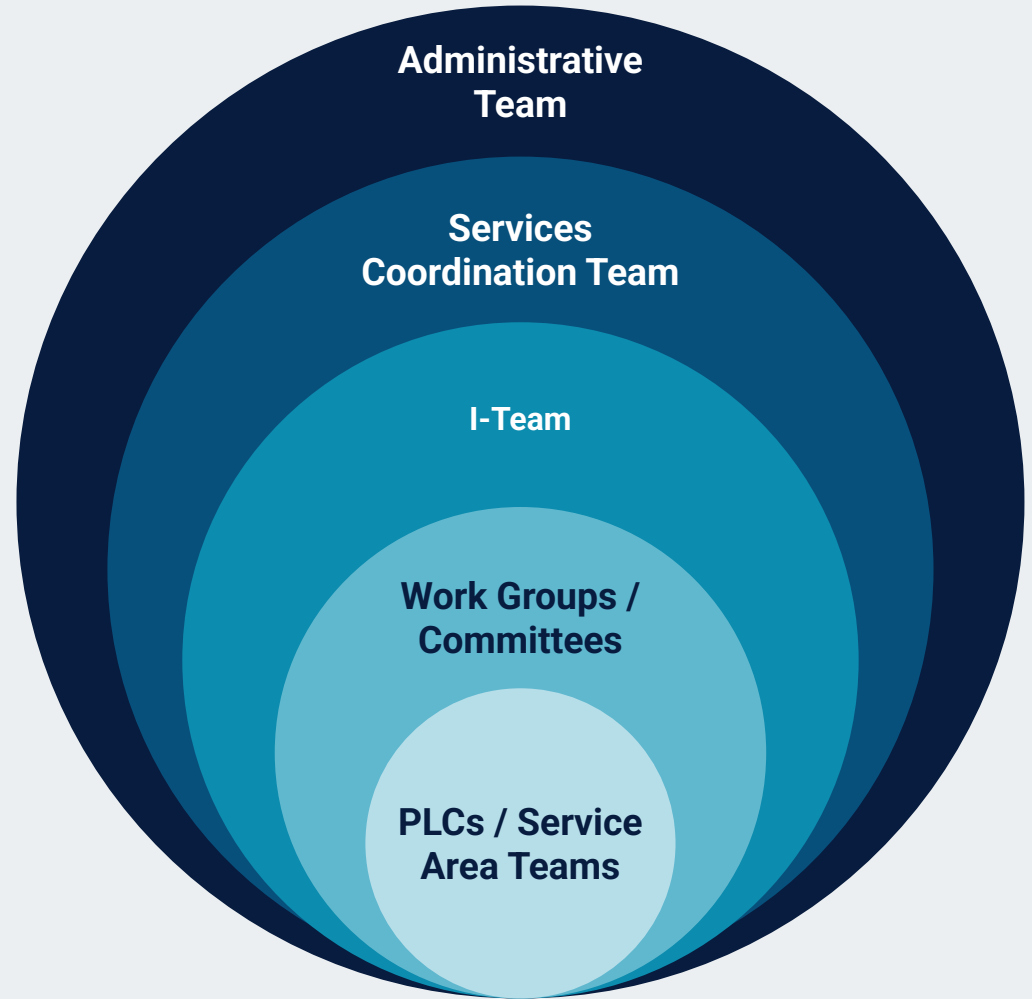 Administrative
Team
Services
Coordination Team
I-Team
Work Groups /
Committees
PLCs / Service
Area Teams